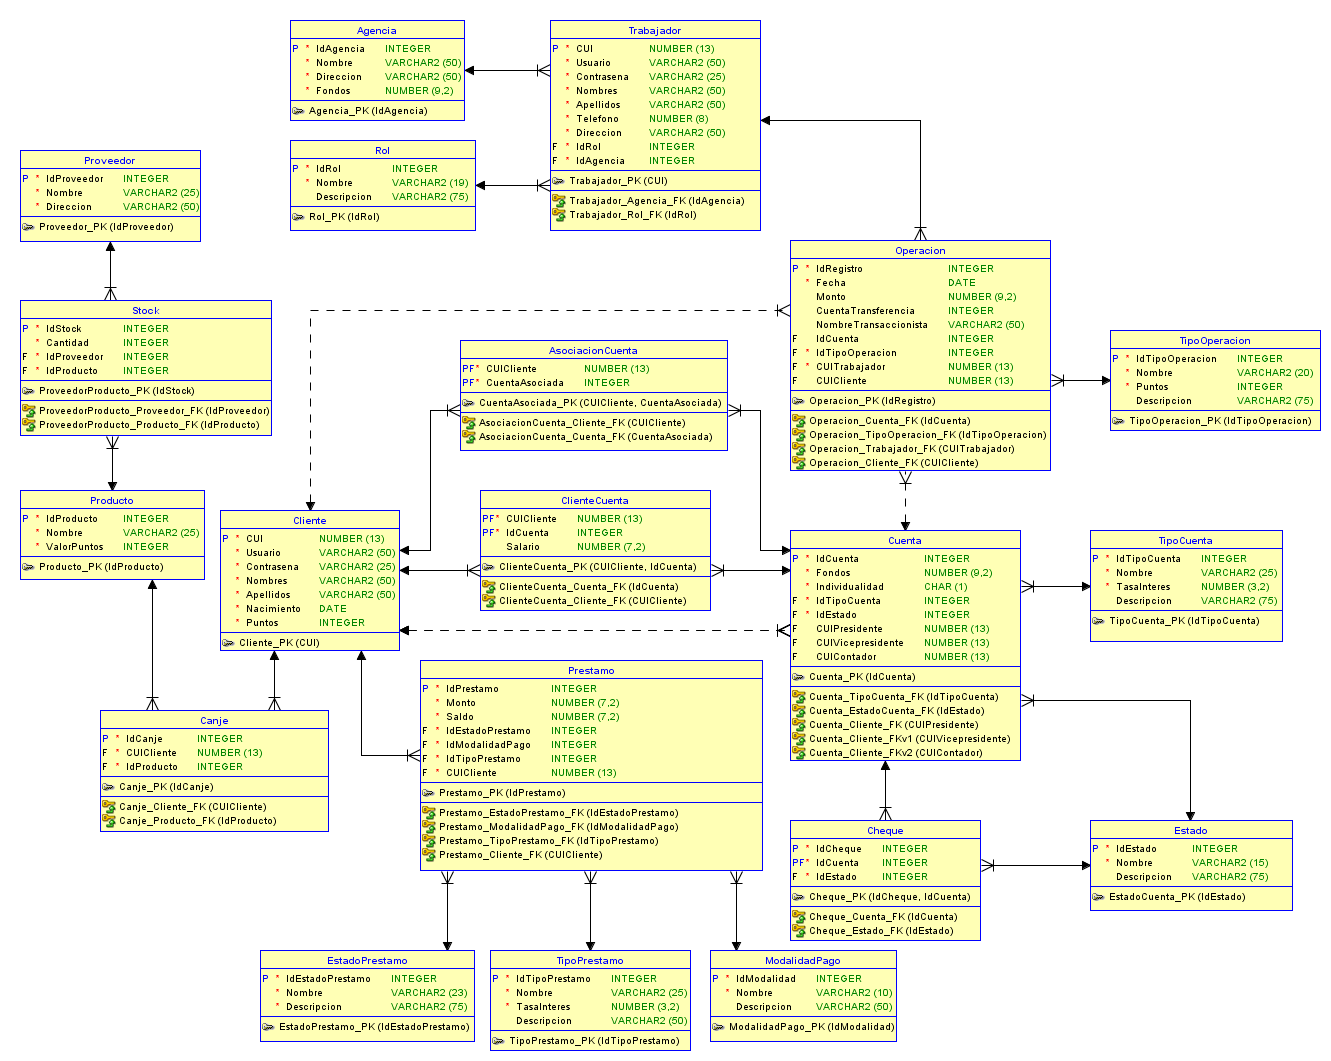 Agencia
P * IdAgencia INTEGER
* Nombre VARCHAR2 (50)
* Direccion VARCHAR2 (50)
* Fondos NUMBER (9,2)
Agencia_PK (IdAgencia)
Trabajador
P * CUI NUMBER (13)
* Usuario VARCHAR2 (50)
* Contrasena VARCHAR2 (25)
* Nombres VARCHAR2 (50)
* Apellidos VARCHAR2 (50)
* Telefono NUMBER (8)
* Direccion VARCHAR2 (50)
F * IdRol INTEGER
F * IdAgencia INTEGER
Trabajador_PK (CUI)
Trabajador_Agencia_FK (IdAgencia)
Trabajador_Rol_FK (IdRol)
Rol
P * IdRol INTEGER
* Nombre VARCHAR2 (19)
Descripcion VARCHAR2 (75)
Rol_PK (IdRol)
Proveedor
P * IdProveedor INTEGER
* Nombre VARCHAR2 (25)
* Direccion VARCHAR2 (50)
Proveedor_PK (IdProveedor)
Operacion
P * IdRegistro INTEGER
* Fecha DATE
Monto NUMBER (9,2)
CuentaTransferencia INTEGER
NombreTransaccionista VARCHAR2 (50)
F IdCuenta INTEGER
F * IdTipoOperacion INTEGER
F * CUITrabajador NUMBER (13)
F CUICliente NUMBER (13)
Operacion_PK (IdRegistro)
Operacion_Cuenta_FK (IdCuenta)
Operacion_TipoOperacion_FK (IdTipoOperacion)
Operacion_Trabajador_FK (CUITrabajador)
Operacion_Cliente_FK (CUICliente)
Stock
P * IdStock INTEGER
* Cantidad INTEGER
F * IdProveedor INTEGER
F * IdProducto INTEGER
ProveedorProducto_PK (IdStock)
ProveedorProducto_Proveedor_FK (IdProveedor)
ProveedorProducto_Producto_FK (IdProducto)
TipoOperacion
P * IdTipoOperacion INTEGER
* Nombre VARCHAR2 (20)
* Puntos INTEGER
Descripcion VARCHAR2 (75)
TipoOperacion_PK (IdTipoOperacion)
AsociacionCuenta
PF* CUICliente NUMBER (13)
PF* CuentaAsociada INTEGER
CuentaAsociada_PK (CUICliente, CuentaAsociada)
AsociacionCuenta_Cliente_FK (CUICliente)
AsociacionCuenta_Cuenta_FK (CuentaAsociada)
Producto
P * IdProducto INTEGER
* Nombre VARCHAR2 (25)
* ValorPuntos INTEGER
Producto_PK (IdProducto)
ClienteCuenta
PF* CUICliente NUMBER (13)
PF* IdCuenta INTEGER
Salario NUMBER (7,2)
ClienteCuenta_PK (CUICliente, IdCuenta)
ClienteCuenta_Cuenta_FK (IdCuenta)
ClienteCuenta_Cliente_FK (CUICliente)
Cliente
P * CUI NUMBER (13)
* Usuario VARCHAR2 (50)
* Contrasena VARCHAR2 (25)
* Nombres VARCHAR2 (50)
* Apellidos VARCHAR2 (50)
* Nacimiento DATE
* Puntos INTEGER
Cliente_PK (CUI)
Cuenta
P * IdCuenta INTEGER
* Fondos NUMBER (9,2)
* Individualidad CHAR (1)
F * IdTipoCuenta INTEGER
F * IdEstado INTEGER
F CUIPresidente NUMBER (13)
F CUIVicepresidente NUMBER (13)
F CUIContador NUMBER (13)
Cuenta_PK (IdCuenta)
Cuenta_TipoCuenta_FK (IdTipoCuenta)
Cuenta_EstadoCuenta_FK (IdEstado)
Cuenta_Cliente_FK (CUIPresidente)
Cuenta_Cliente_FKv1 (CUIVicepresidente)
Cuenta_Cliente_FKv2 (CUIContador)
TipoCuenta
P * IdTipoCuenta INTEGER
* Nombre VARCHAR2 (25)
* TasaInteres NUMBER (3,2)
Descripcion VARCHAR2 (75)
TipoCuenta_PK (IdTipoCuenta)
Prestamo
P * IdPrestamo INTEGER
* Monto NUMBER (7,2)
* Saldo NUMBER (7,2)
F * IdEstadoPrestamo INTEGER
F * IdModalidadPago INTEGER
F * IdTipoPrestamo INTEGER
F * CUICliente NUMBER (13)
Prestamo_PK (IdPrestamo)
Prestamo_EstadoPrestamo_FK (IdEstadoPrestamo)
Prestamo_ModalidadPago_FK (IdModalidadPago)
Prestamo_TipoPrestamo_FK (IdTipoPrestamo)
Prestamo_Cliente_FK (CUICliente)
Canje
P * IdCanje INTEGER
F * CUICliente NUMBER (13)
F * IdProducto INTEGER
Canje_PK (IdCanje)
Canje_Cliente_FK (CUICliente)
Canje_Producto_FK (IdProducto)
Cheque
P * IdCheque INTEGER
PF* IdCuenta INTEGER
F * IdEstado INTEGER
Cheque_PK (IdCheque, IdCuenta)
Cheque_Cuenta_FK (IdCuenta)
Cheque_Estado_FK (IdEstado)
Estado
P * IdEstado INTEGER
* Nombre VARCHAR2 (15)
Descripcion VARCHAR2 (75)
EstadoCuenta_PK (IdEstado)
EstadoPrestamo
P * IdEstadoPrestamo INTEGER
* Nombre VARCHAR2 (23)
* Descripcion VARCHAR2 (75)
EstadoPrestamo_PK (IdEstadoPrestamo)
TipoPrestamo
P * IdTipoPrestamo INTEGER
* Nombre VARCHAR2 (25)
* TasaInteres NUMBER (3,2)
Descripcion VARCHAR2 (50)
TipoPrestamo_PK (IdTipoPrestamo)
ModalidadPago
P * IdModalidad INTEGER
* Nombre VARCHAR2 (10)
Descripcion VARCHAR2 (50)
ModalidadPago_PK (IdModalidad)